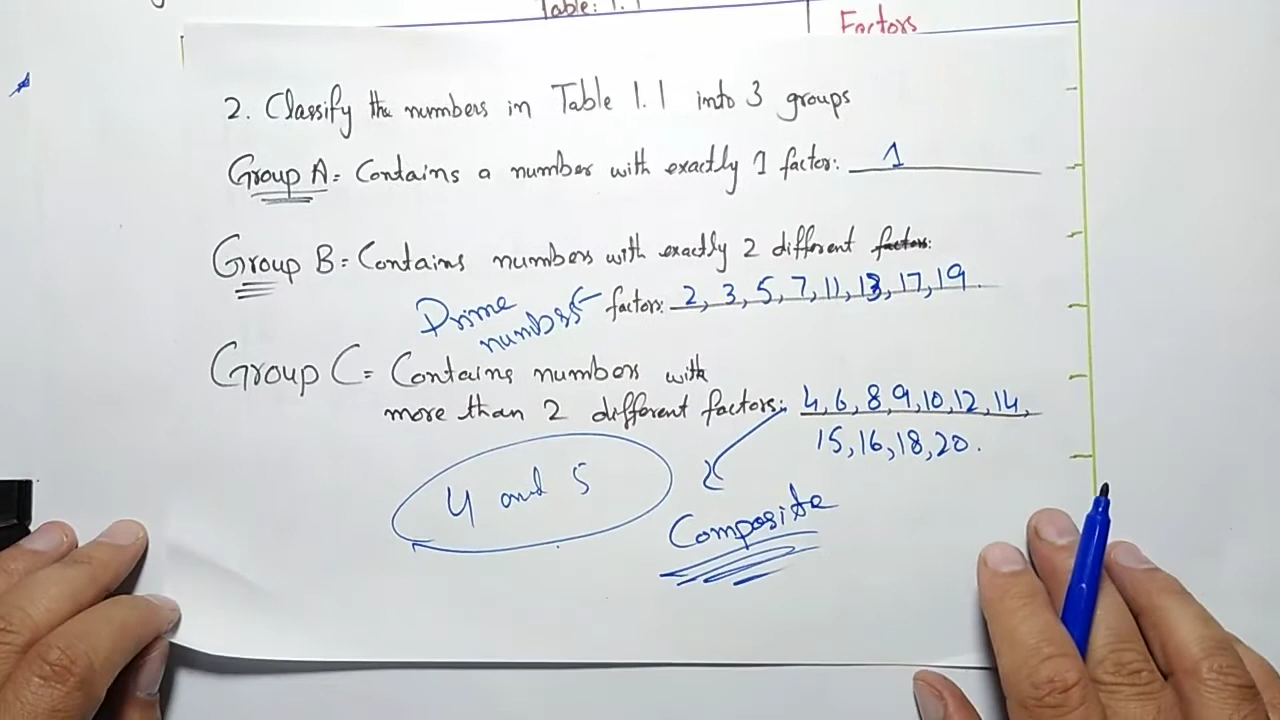 Table: 1.1
Factors
2. Classify the numbers in Table 1.1 into 3 groups
Group A = Contains a number with exactly 1 factor: 1
Group B = Contains numbers with exactly 2 different factors:
factors: 2, 3, 5, 7, 11, 13, 17, 19.
Prime
numbers
Group C = Contains numbers with
more than 2 different factors: 4, 6, 8, 9, 10, 12, 14,
15, 16, 18, 20.
4 and 5
Composite